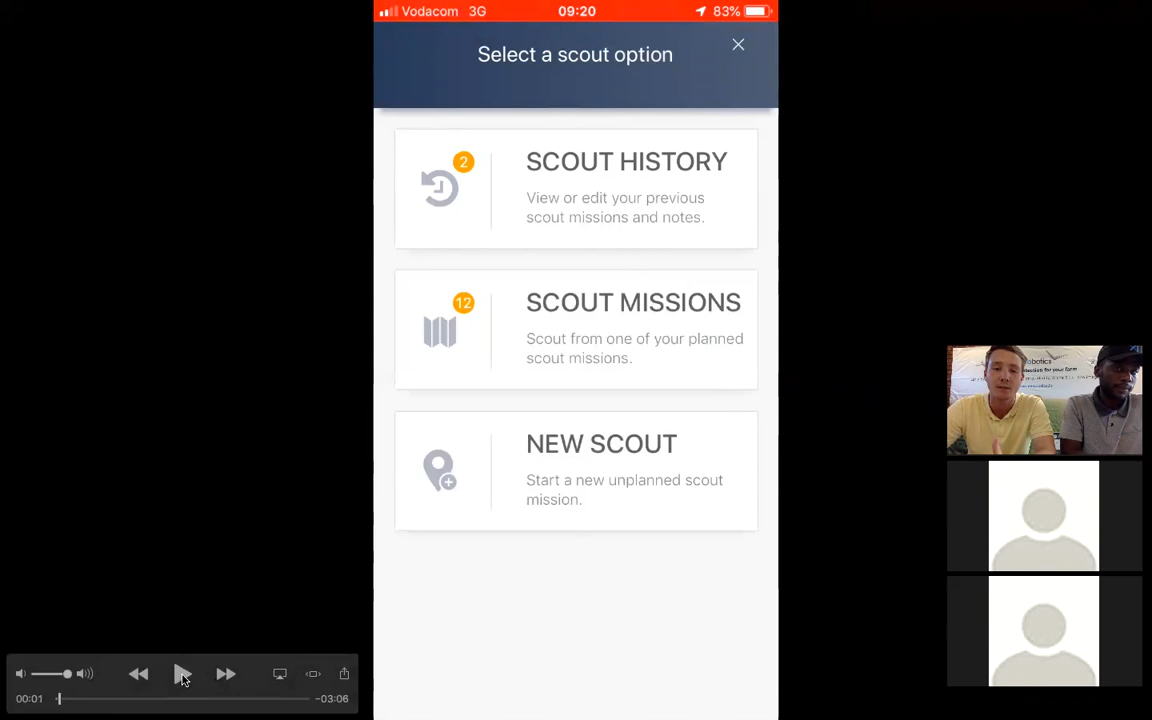 Vodacom 3G 09:20 83%
Select a scout option
2
SCOUT HISTORY
View or edit your previous
scout missions and notes.
12
SCOUT MISSIONS
Scout from one of your planned
scout missions.
NEW SCOUT
Start a new unplanned scout
mission.
00:01 −03:06